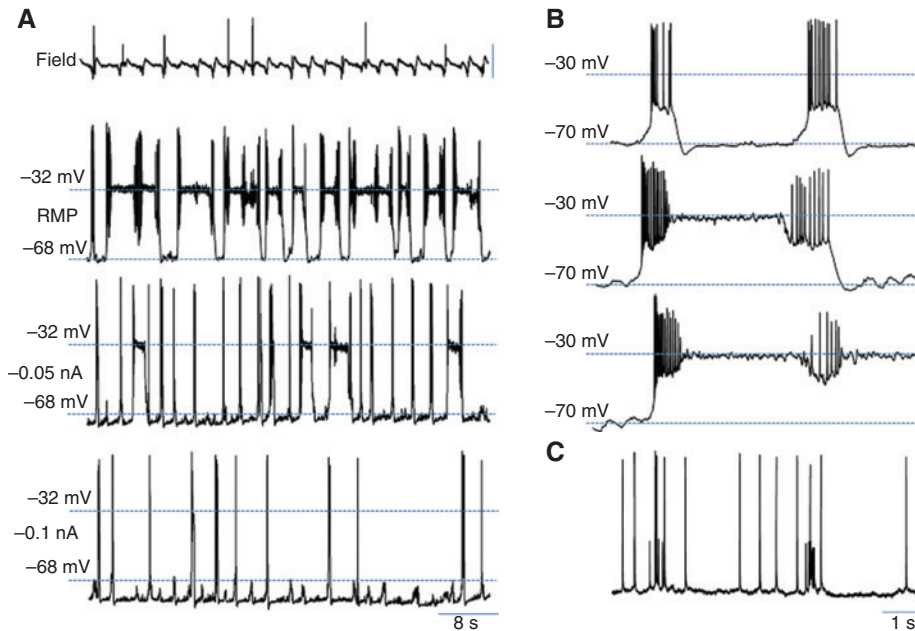 A
Field
–32 mV
RMP
–68 mV
–32 mV
–0.05 nA
–68 mV
–32 mV
–0.1 nA
–68 mV
8 s
B
–30 mV
–70 mV
–30 mV
–70 mV
–30 mV
–70 mV
C
1 s